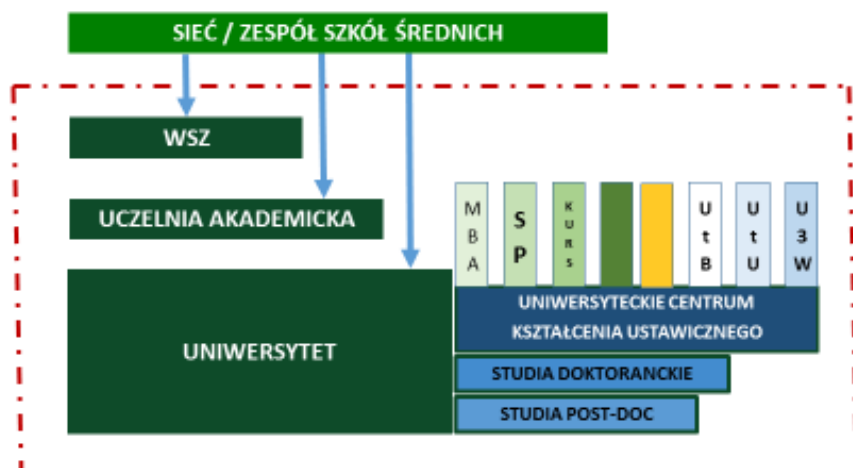 SIEĆ / ZESPÓŁ SZKÓŁ ŚREDNICH
WSZ
UCZELNIA AKADEMICKA
UNIWERSYTET
MBA
SP
KURS
UtB
UtU
U3W
UNIWERSYTECKIE CENTRUM
KSZTAŁCENIA USTAWICZNEGO
STUDIA DOKTORANCKIE
STUDIA POST-DOC